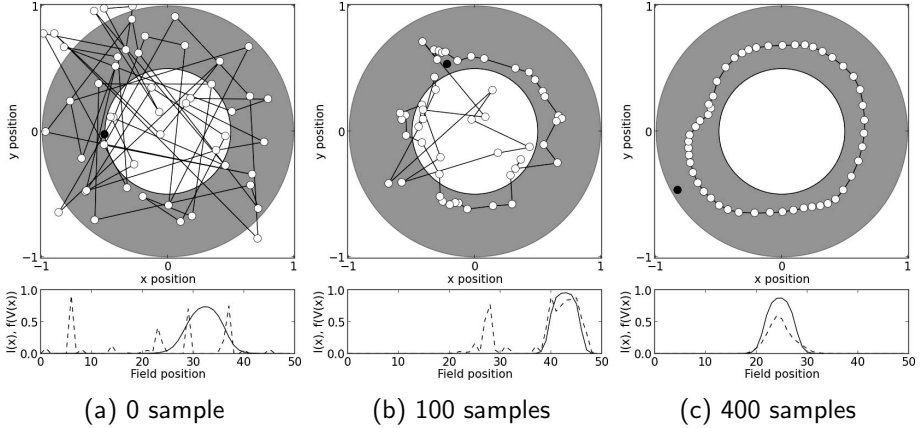 1
0
−1
−1
0
1
y position
x position
1
0
−1
−1
0
1
y position
x position
1
0
−1
−1
0
1
y position
x position
1.0
0.5
0.0
0 10 20 30 40 50
I(x), f(V(x))
Field position
1.0
0.5
0.0
0 10 20 30 40 50
I(x), f(V(x))
Field position
1.0
0.5
0.0
0 10 20 30 40 50
I(x), f(V(x))
Field position
(a) 0 sample
(b) 100 samples
(c) 400 samples